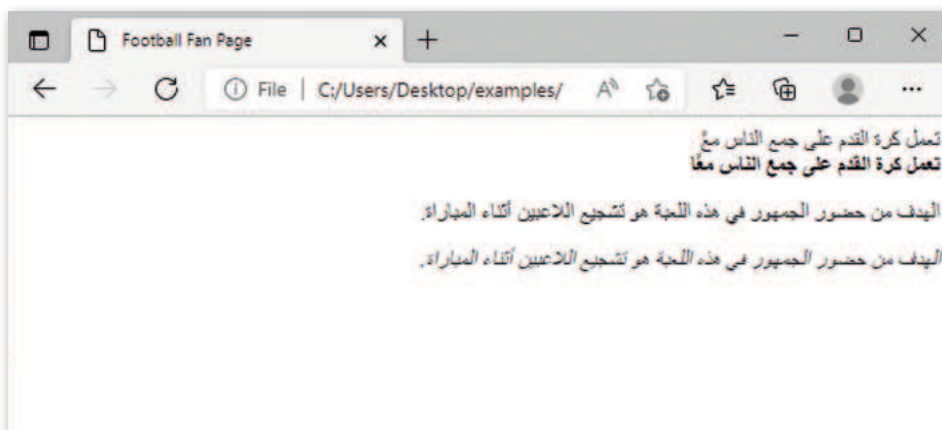 Football Fan Page
File | C:/Users/Desktop/examples/
تعمل كرة القدم على جمع الناس معً
تعمل كرة القدم على جمع الناس معًا
الهدف من حضور الجمهور في هذه اللعبة هو تشجيع اللاعبين أثناء المباراة.
الهدف من حضور الجمهور في هذه اللعبة هو تشجيع اللاعبين أثناء المباراة.